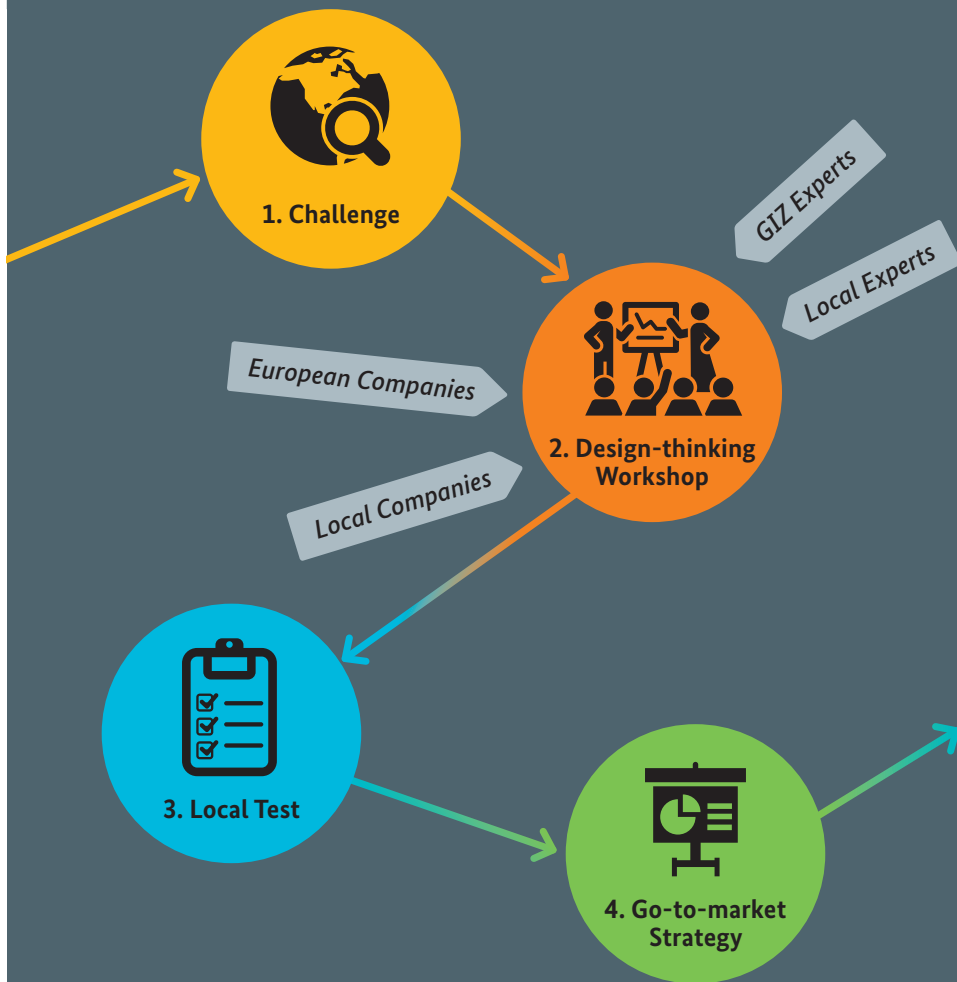 1. Challenge
GIZ Experts
Local Experts
European Companies
2. Design-thinking
Workshop
Local Companies
3. Local Test
4. Go-to-market
Strategy